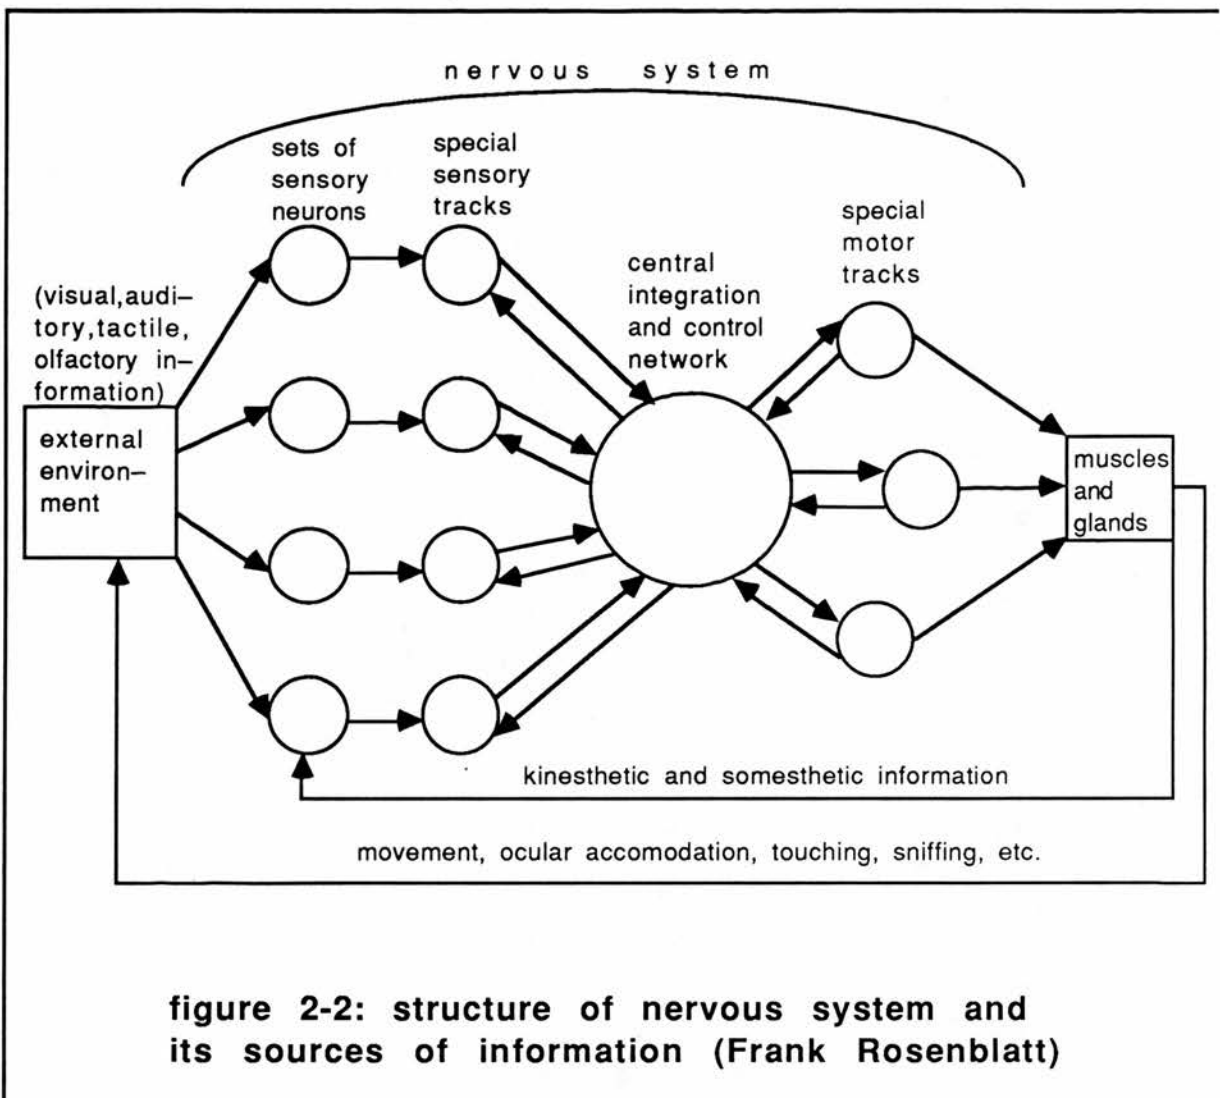 nervous system
sets of
sensory
neurons
special
sensory
tracks
special
motor
tracks
central
integration
and control
network
(visual,audi–
tory,tactile,
olfactory in–
formation)
external
environ–
ment
muscles
and
glands
kinesthetic and somesthetic information
movement, ocular accomodation, touching, sniffing, etc.
figure 2-2: structure of nervous system and
its sources of information (Frank Rosenblatt)